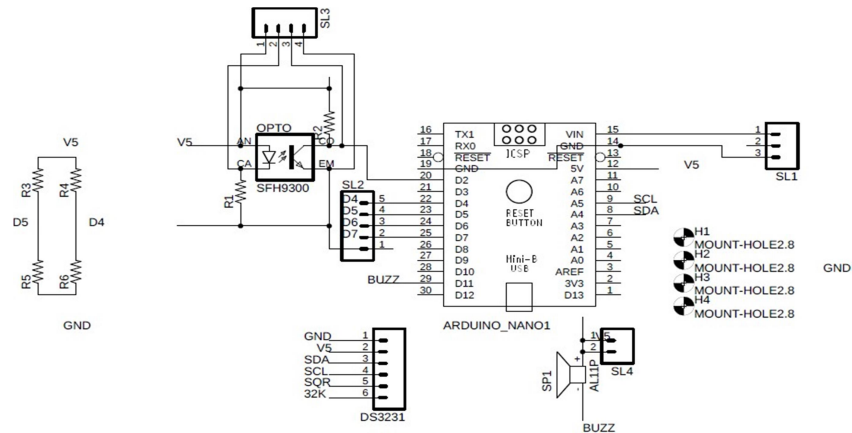 SL3
1 2 3 4
OPTO
V5
AN
CO
CA
EM
R2
SFH9300
R1
V5
R3
R4
D5
D4
R5
R6
GND
SL2
D4 5
D5 4
D6 3
D7 2
1
BUZZ
16 TX1
17 RX0
18 RESET
19 GND
20 D2
21 D3
22 D4
23 D5
24 D6
25 D7
26 D8
27 D9
28 D10
29 D11
30 D12
ICSP
RESET
BUTTON
Mini-B
USB
VIN 15
GND 14
RESET 13
5V 12
A7 11
A6 10
A5 9
A4 8
A3 7
A2 6
A1 5
A0 4
AREF 3
3V3 2
D13 1
ARDUINO_NANO1
SCL
SDA
V5
1
2
3
SL1
H1
MOUNT-HOLE2.8
H2
MOUNT-HOLE2.8
H3
MOUNT-HOLE2.8
H4
MOUNT-HOLE2.8
GND
GND 1
V5 2
SDA 3
SCL 4
SQR 5
32K 6
DS3231
SP1
+
-
AL11P
1 V5
2
SL4
BUZZ